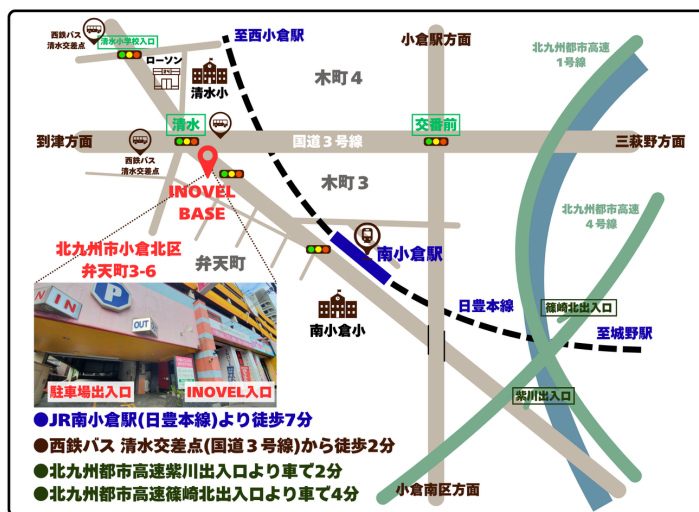 西鉄バス
清水交差点
清水小学校入口
ローソン
至西小倉駅
清水小
木町4
小倉駅方面
北九州都市高速
1号線
到津方面
清水
国道3号線
交番前
三萩野方面
西鉄バス
清水交差点
INOVEL
BASE
木町3
北九州都市高速
4号線
北九州市小倉北区
弁天町3-6
弁天町
南小倉駅
IN
P
OUT
南小倉小
日豊本線
篠崎北出入口
至城野駅
駐車場出入口
INOVEL入口
紫川出入口
●JR南小倉駅(日豊本線)より徒歩7分
●西鉄バス 清水交差点(国道3号線)から徒歩2分
●北九州都市高速紫川出入口より車で2分
●北九州都市高速篠崎北出入口より車で4分
小倉南区方面